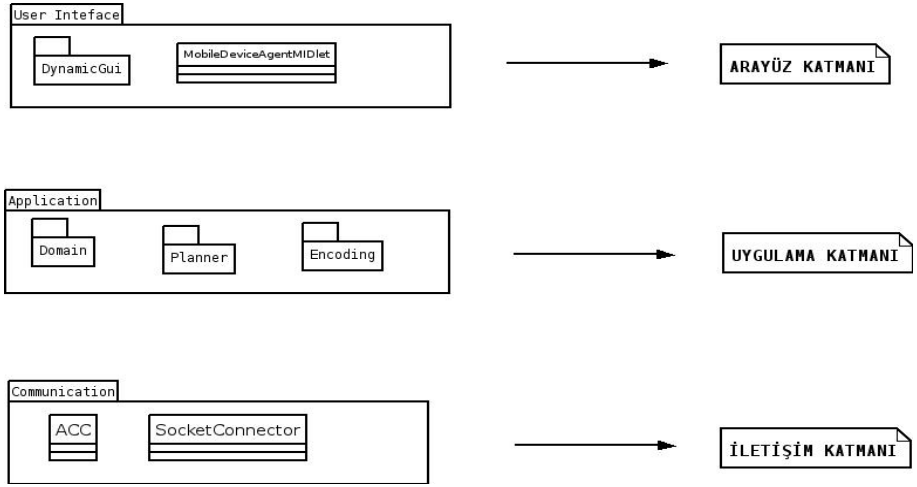 User Inteface
DynamicGui
MobileDeviceAgentMIDlet
ARAYÜZ KATMANI
Application
Domain
Planner
Encoding
UYGULAMA KATMANI
Communication
ACC
SocketConnector
İLETİŞİM KATMANI